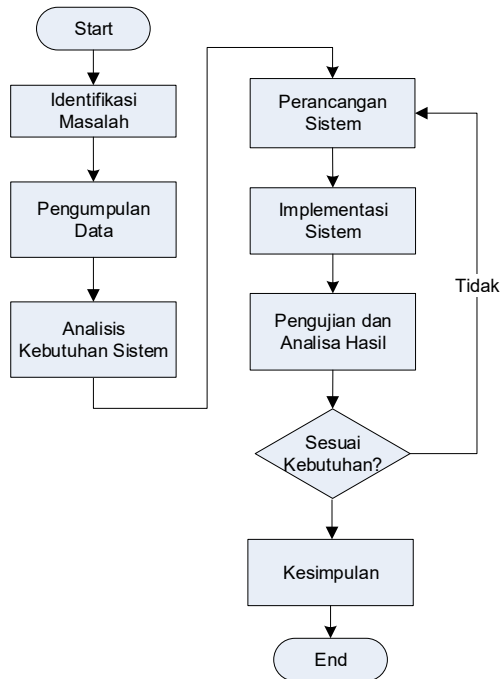 Start
Identifikasi
Masalah
Pengumpulan
Data
Analisis
Kebutuhan Sistem
Perancangan
Sistem
Implementasi
Sistem
Pengujian dan
Analisa Hasil
Sesuai
Kebutuhan?
Tidak
Kesimpulan
End